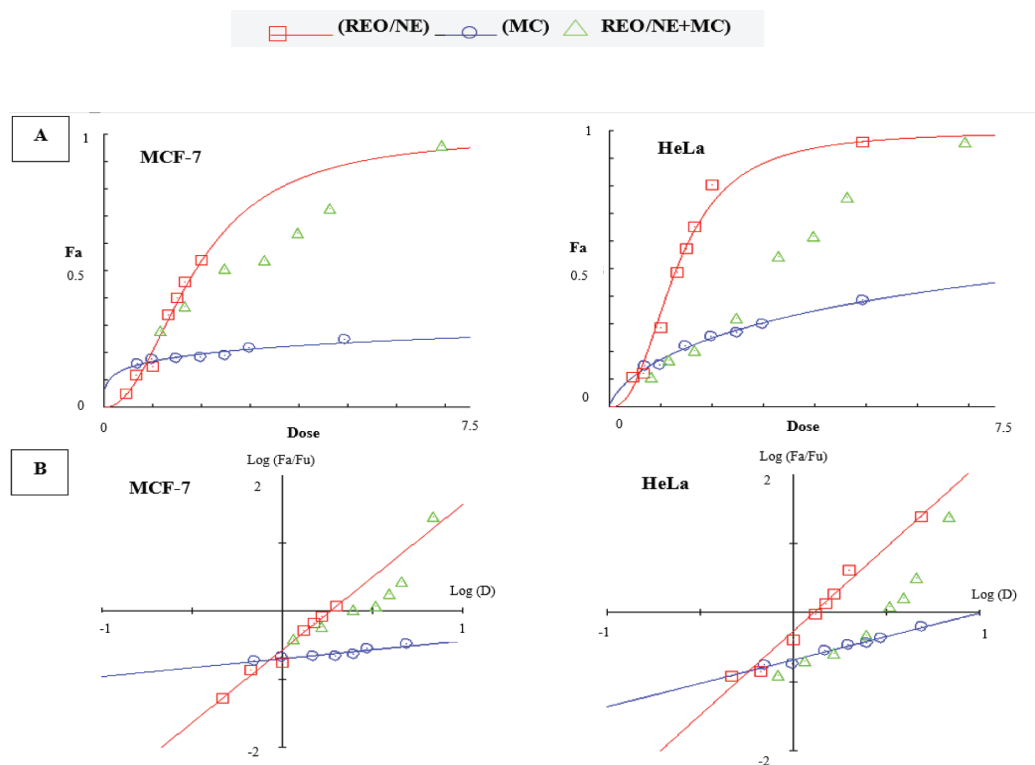 (REO/NE) (MC) REO/NE+MC)
A
1
MCF-7
Fa
0.5
0
0
Dose
7.5
1
HeLa
Fa
0.5
0
0
Dose
7.5
B
Log (Fa/Fu)
MCF-7
2
Log (D)
-1
1
-2
Log (Fa/Fu)
HeLa
2
Log (D)
-1
1
-2